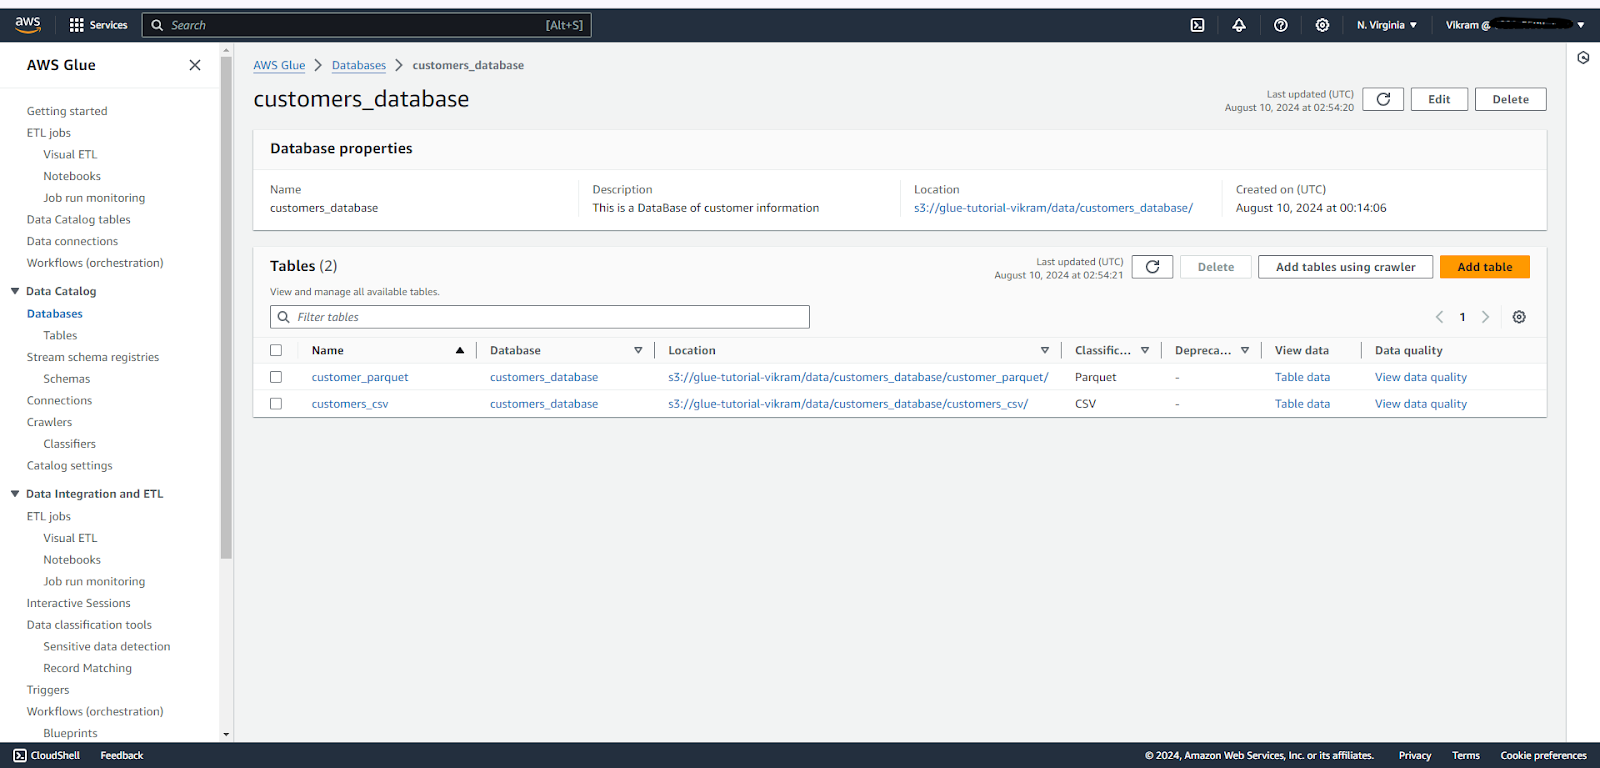 aws Services Search [Alt+S] N. Virginia Vikram @
AWS Glue
Getting started
ETL jobs
Visual ETL
Notebooks
Job run monitoring
Data Catalog tables
Data connections
Workflows (orchestration)
Data Catalog
Databases
Tables
Stream schema registries
Schemas
Connections
Crawlers
Classifiers
Catalog settings
Data Integration and ETL
ETL jobs
Visual ETL
Notebooks
Job run monitoring
Interactive Sessions
Data classification tools
Sensitive data detection
Record Matching
Triggers
Workflows (orchestration)
Blueprints
AWS Glue Databases customers_database
customers_database
Last updated (UTC)
August 10, 2024 at 02:54:20
Edit Delete
Database properties
Name Description Location Created on (UTC)
customers_database This is a DataBase of customer information s3://glue-tutorial-vikram/data/customers_database/ August 10, 2024 at 00:14:06
Tables (2)
Last updated (UTC)
August 10, 2024 at 02:54:21
Delete Add tables using crawler Add table
View and manage all available tables.
Filter tables 1
Name Database Location Classific... Depreca... View data Data quality
customer_parquet customers_database s3://glue-tutorial-vikram/data/customers_database/customer_parquet/ Parquet - Table data View data quality
customers_csv customers_database s3://glue-tutorial-vikram/data/customers_database/customers_csv/ CSV - Table data View data quality
CloudShell Feedback © 2024, Amazon Web Services, Inc. or its affiliates. Privacy Terms Cookie preferences